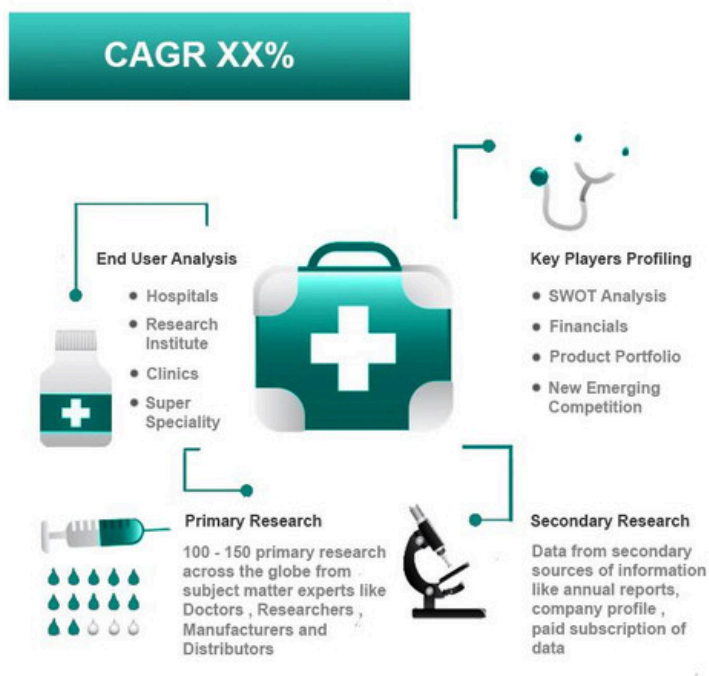 CAGR XX%
End User Analysis
Hospitals
Research
Institute
Clinics
Super
Speciality
Key Players Profiling
SWOT Analysis
Financials
Product Portfolio
New Emerging
Competition
Primary Research
100 - 150 primary research
across the globe from
subject matter experts like
Doctors , Researchers ,
Manufacturers and
Distributors
Secondary Research
Data from secondary
sources of information
like annual reports,
company profile ,
paid subscription of
data